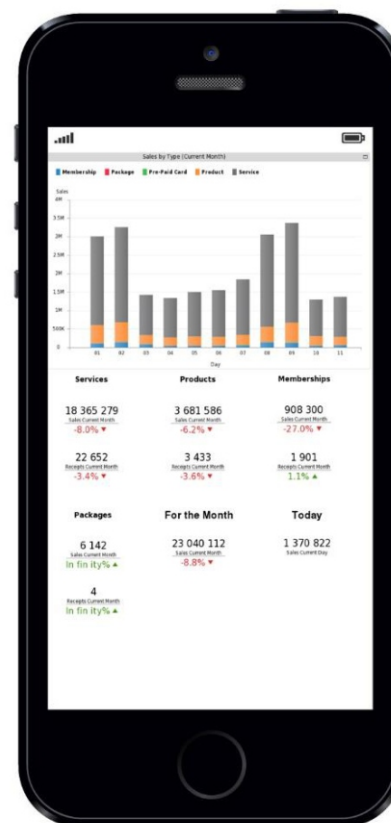 Sales by Type (Current Month)
Membership Package Pre-Paid Card Product Service
Sales
4M
3.5M
3M
2.5M
2M
1.5M
1M
500K
0
01 02 03 04 05 06 07 08 09 10 11
Day
Services Products Memberships
18 365 279 3 681 586 908 300
Sales Current Month Sales Current Month Sales Current Month
-8.0% ▼ -6.2% ▼ -27.0% ▼
22 652 3 433 1 901
Receipts Current Month Receipts Current Month Receipts Current Month
-3.4% ▼ -3.6% ▼ 1.1% ▲
Packages For the Month Today
6 142 23 040 112 1 370 822
Sales Current Month Sales Current Month Sales Current Day
In fin ity% ▲ -8.8% ▼
4
Receipts Current Month
In fin ity% ▲